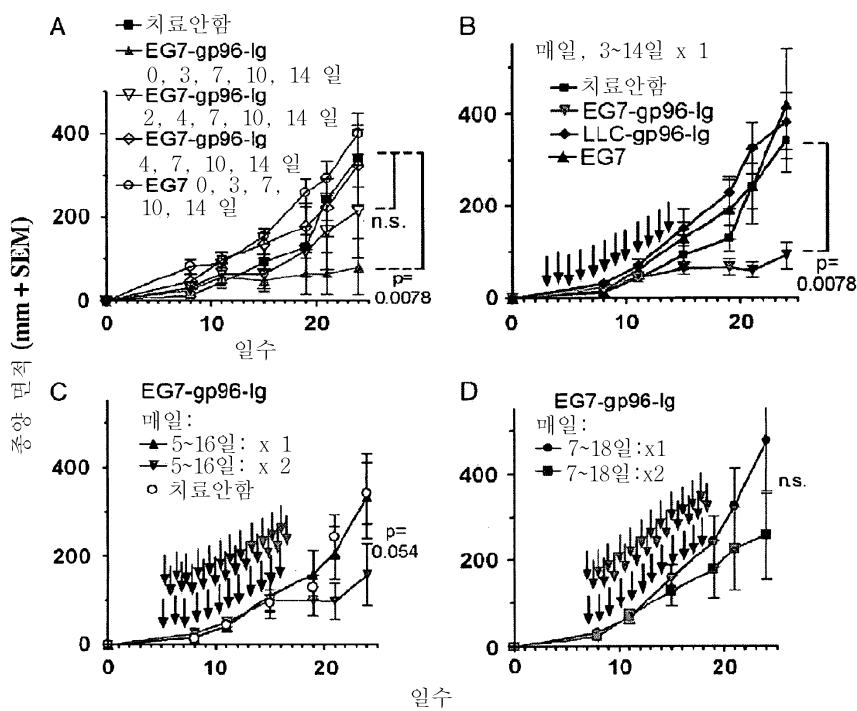 A
치료안함
EG7-gp96-Ig
0, 3, 7, 10, 14 일
EG7-gp96-Ig
2, 4, 7, 10, 14 일
EG7-gp96-Ig
4, 7, 10, 14 일
EG7 0, 3, 7,
10, 14 일
400
200
0
0
10
20
일수
n.s.
p=
0.0078
B
매일, 3~14일 x 1
치료안함
EG7-gp96-Ig
LLC-gp96-Ig
EG7
400
200
0
0
10
20
p=
0.0078
종양 면적 (mm + SEM)
C
EG7-gp96-Ig
매일:
5~16일: x 1
5~16일: x 2
치료안함
400
200
0
0
10
20
p=
0.054
D
EG7-gp96-Ig
매일:
7~18일:x1
7~18일:x2
400
200
0
0
10
20
n.s.
일수